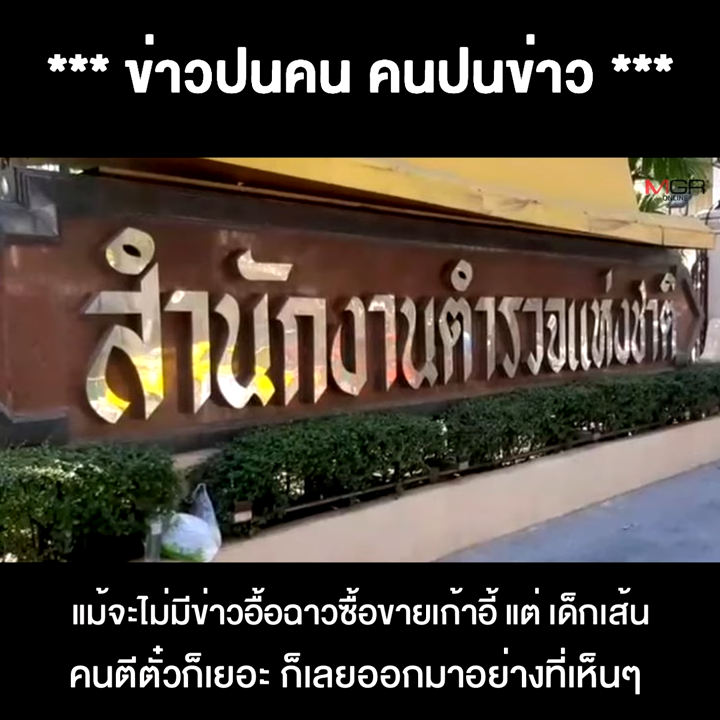 *** ข่าวปนคน คนปนข่าว ***
MGR
ONLINE
สำนักงานตำรวจแห่งชาติ
แม้จะไม่มีข่าวอื้อฉาวซื้อขายเก้าอี้ แต่ เด็กเส้น
คนตีตั๋วก็เยอะ ก็เลยออกมาอย่างที่เห็นๆ